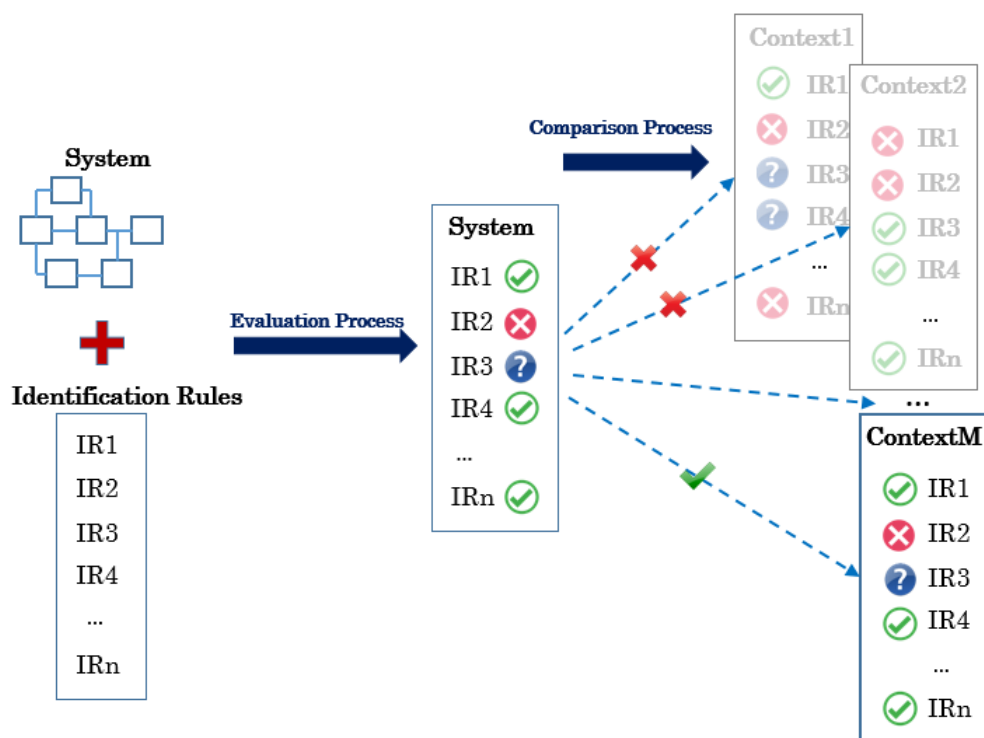 System
Identification Rules
IR1
IR2
IR3
IR4
...
IRn
Evaluation Process
System
IR1
IR2
IR3
IR4
...
IRn
Comparison Process
Context1
IR1
IR2
IR3
IR4
...
IRn
Context2
IR1
IR2
IR3
IR4
...
IRn
...
ContextM
IR1
IR2
IR3
IR4
...
IRn